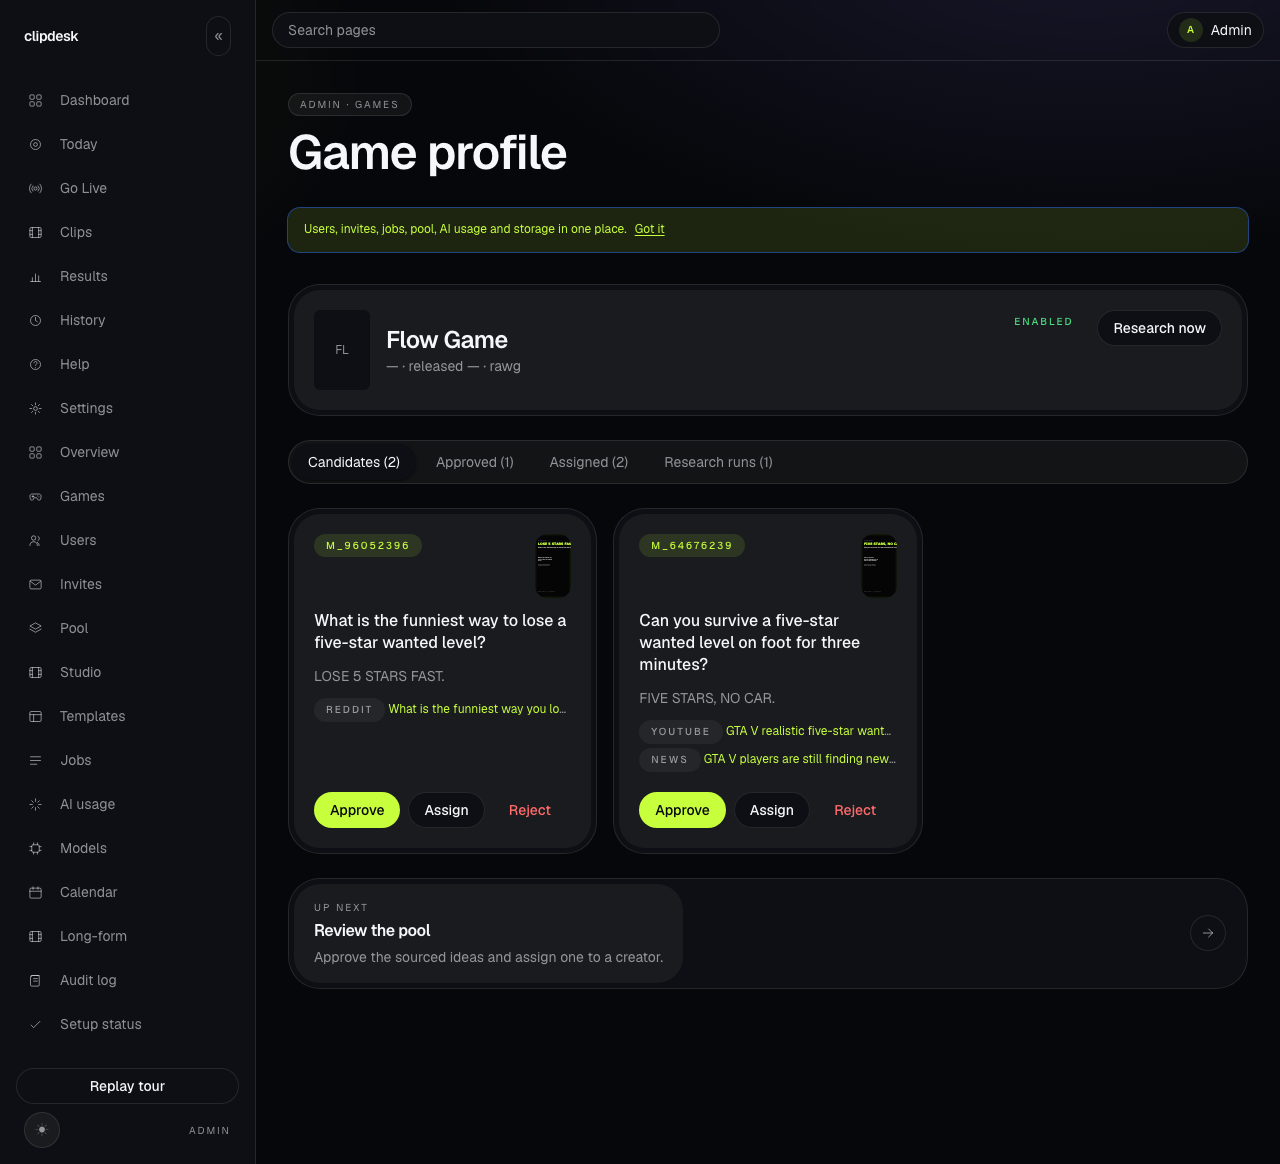 clipdesk
«
Search pages
A
Admin
Dashboard
Today
Go Live
Clips
Results
History
Help
Settings
Overview
Games
Users
Invites
Pool
Studio
Templates
Jobs
AI usage
Models
Calendar
Long-form
Audit log
Setup status
Replay tour
ADMIN
ADMIN · GAMES
Game profile
Users, invites, jobs, pool, AI usage and storage in one place. Got it
FL
Flow Game
— · released — · rawg
ENABLED
Research now
Candidates (2)
Approved (1)
Assigned (2)
Research runs (1)
M_96052396
LOSE 5 STARS FAS
What is the funniest way to lose a
five-star wanted level?
LOSE 5 STARS FAST.
REDDIT What is the funniest way you lo...
Approve
Assign
Reject
M_64676239
FIVE STARS, NO C
Can you survive a five-star
wanted level on foot for three
minutes?
FIVE STARS, NO CAR.
YOUTUBE GTA V realistic five-star want...
NEWS GTA V players are still finding new...
Approve
Assign
Reject
UP NEXT
Review the pool
Approve the sourced ideas and assign one to a creator.